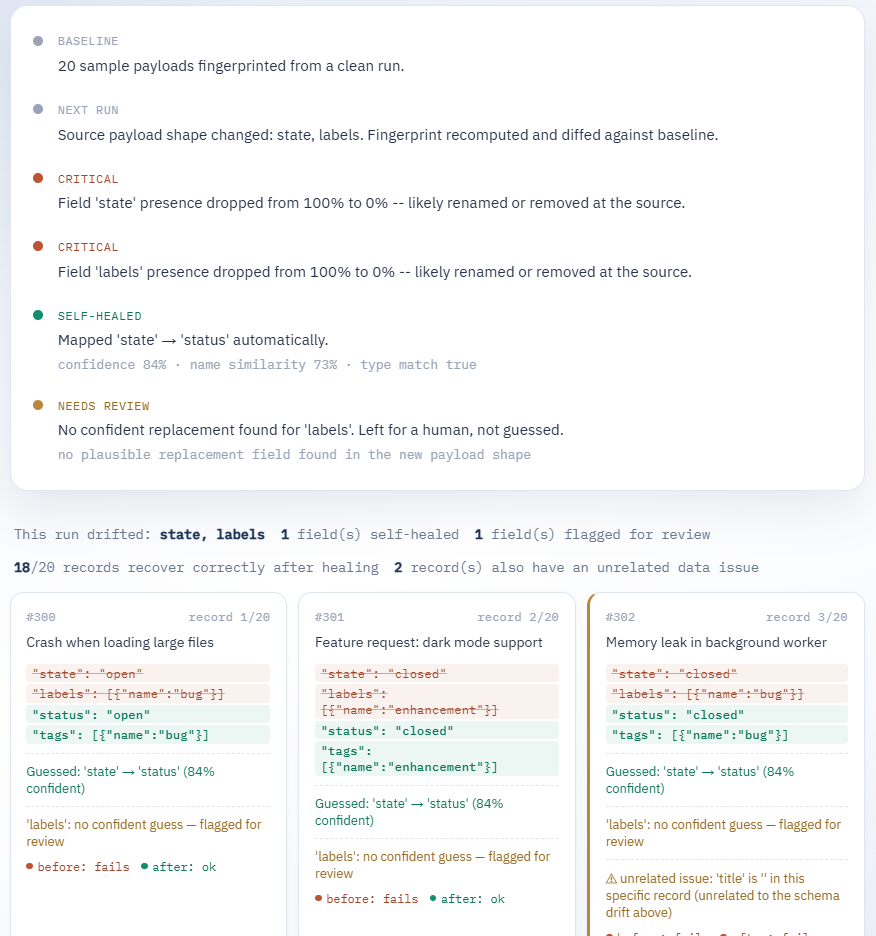 BASELINE
20 sample payloads fingerprinted from a clean run.
NEXT RUN
Source payload shape changed: state, labels. Fingerprint recomputed and diffed against baseline.
CRITICAL
Field 'state' presence dropped from 100% to 0% -- likely renamed or removed at the source.
CRITICAL
Field 'labels' presence dropped from 100% to 0% -- likely renamed or removed at the source.
SELF-HEALED
Mapped 'state' → 'status' automatically.
confidence 84% · name similarity 73% · type match true
NEEDS REVIEW
No confident replacement found for 'labels'. Left for a human, not guessed.
no plausible replacement field found in the new payload shape
This run drifted: state, labels 1 field(s) self-healed 1 field(s) flagged for review
18/20 records recover correctly after healing 2 record(s) also have an unrelated data issue
#300 record 1/20
Crash when loading large files
"state": "open"
"labels": [{"name":"bug"}]
"status": "open"
"tags": [{"name":"bug"}]
Guessed: 'state' → 'status' (84%
confident)
'labels': no confident guess — flagged for
review
before: fails after: ok
#301 record 2/20
Feature request: dark mode support
"state": "closed"
"labels":
[{"name":"enhancement"}]
"status": "closed"
"tags":
[{"name":"enhancement"}]
Guessed: 'state' → 'status' (84%
confident)
'labels': no confident guess — flagged for
review
before: fails after: ok
#302 record 3/20
Memory leak in background worker
"state": "closed"
"labels": [{"name":"bug"}]
"status": "closed"
"tags": [{"name":"bug"}]
Guessed: 'state' → 'status' (84%
confident)
'labels': no confident guess — flagged for
review
⚠ unrelated issue: 'title' is '' in this
specific record (unrelated to the schema
drift above)